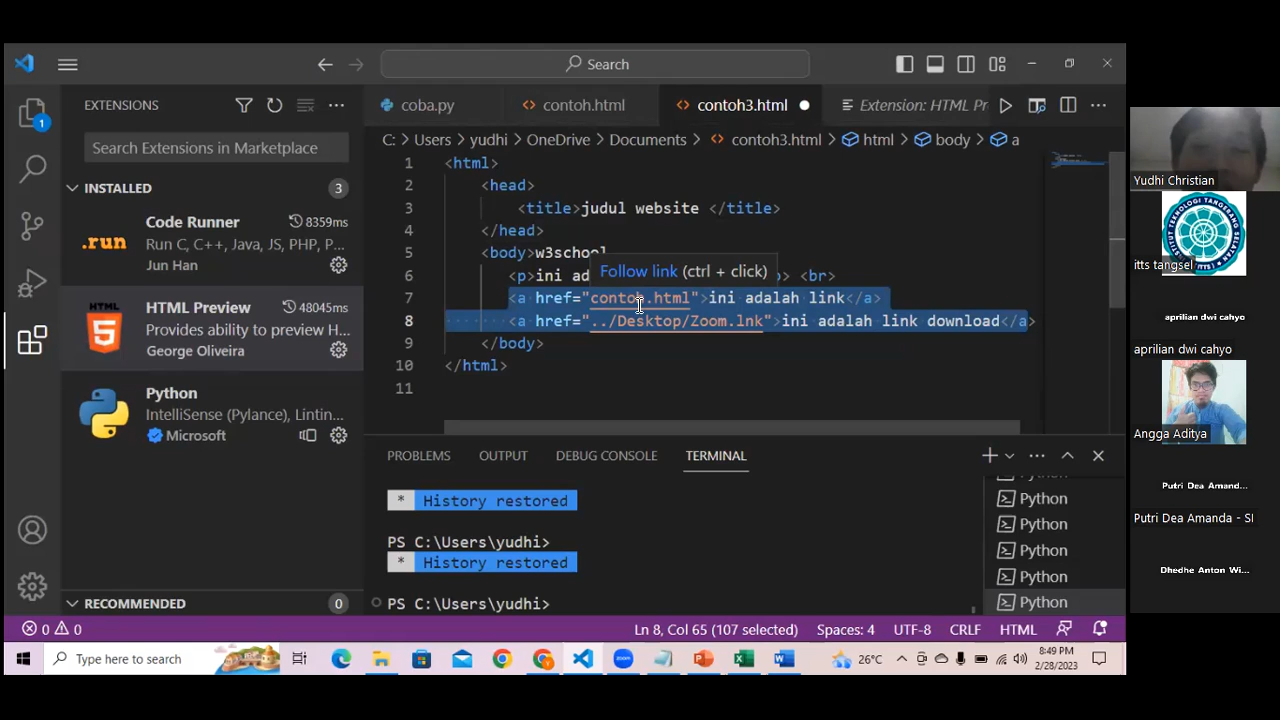 Search
EXTENSIONS
coba.py
contoh.html
contoh3.html
Extension: HTML Pr
Search Extensions in Marketplace
C: > Users > yudhi > OneDrive > Documents > contoh3.html > html > body > a
INSTALLED 3
Code Runner 8359ms
Run C, C++, Java, JS, PHP, P...
Jun Han
HTML Preview 48045ms
Provides ability to preview H...
George Oliveira
Python
IntelliSense (Pylance), Lintin...
Microsoft
RECOMMENDED 0
1 <html>
2 <head>
3 <title>judul website </title>
4 </head>
5 <body>w3school
6 <p>ini ad > <br>
Follow link (ctrl + click)
7 <a href="contoh.html">ini adalah link</a>
8 <a href="../Desktop/Zoom.lnk">ini adalah link download</a>
9 </body>
10 </html>
11
PROBLEMS OUTPUT DEBUG CONSOLE TERMINAL
* History restored
PS C:\Users\yudhi>
* History restored
PS C:\Users\yudhi>
Python
Python
Python
Python
Python
0 0
Ln 8, Col 65 (107 selected) Spaces: 4 UTF-8 CRLF HTML
Type here to search
26°C
8:49 PM
2/28/2023
Yudhi Christian
INSTITUT TEKNOLOGI TANGERANG SELATAN
itts tangsel
aprilian dwi cahyo
aprilian dwi cahyo
Angga Aditya
Putri Dea Amand...
Putri Dea Amanda - SI
Dhedhe Anton Wi...